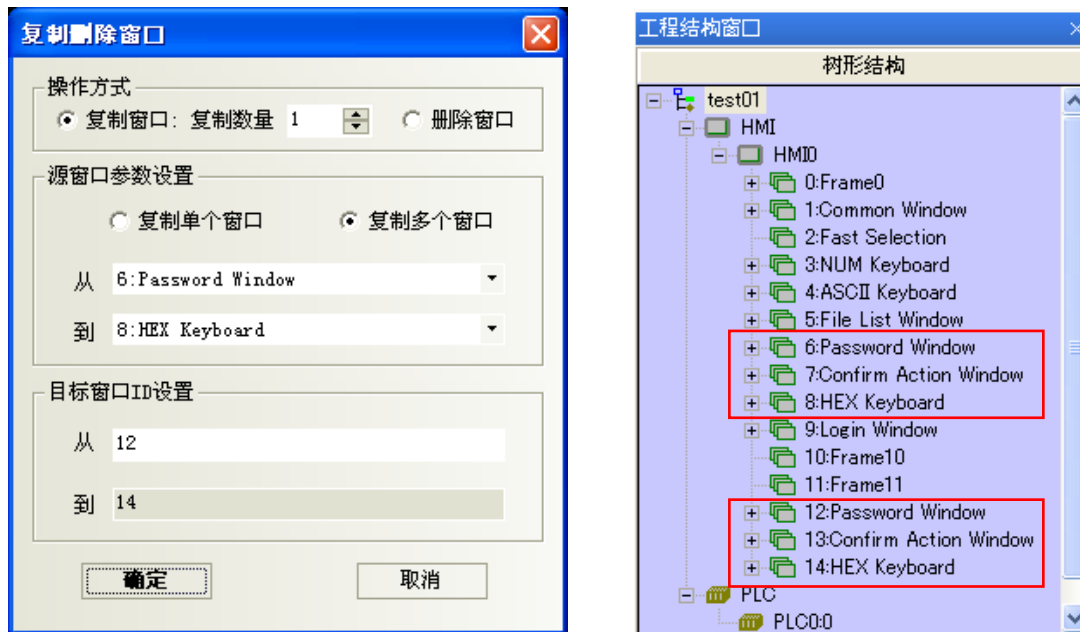 复制删除窗口
操作方式
复制窗口: 复制数量 1 删除窗口
源窗口参数设置
复制单个窗口 复制多个窗口
从 6:Password Window
到 8:HEX Keyboard
目标窗口ID设置
从 12
到 14
确定 取消
工程结构窗口
树形结构
test01
HMI
HMI0
0:Frame0
1:Common Window
2:Fast Selection
3:NUM Keyboard
4:ASCII Keyboard
5:File List Window
6:Password Window
7:Confirm Action Window
8:HEX Keyboard
9:Login Window
10:Frame10
11:Frame11
12:Password Window
13:Confirm Action Window
14:HEX Keyboard
PLC
PLC0:0